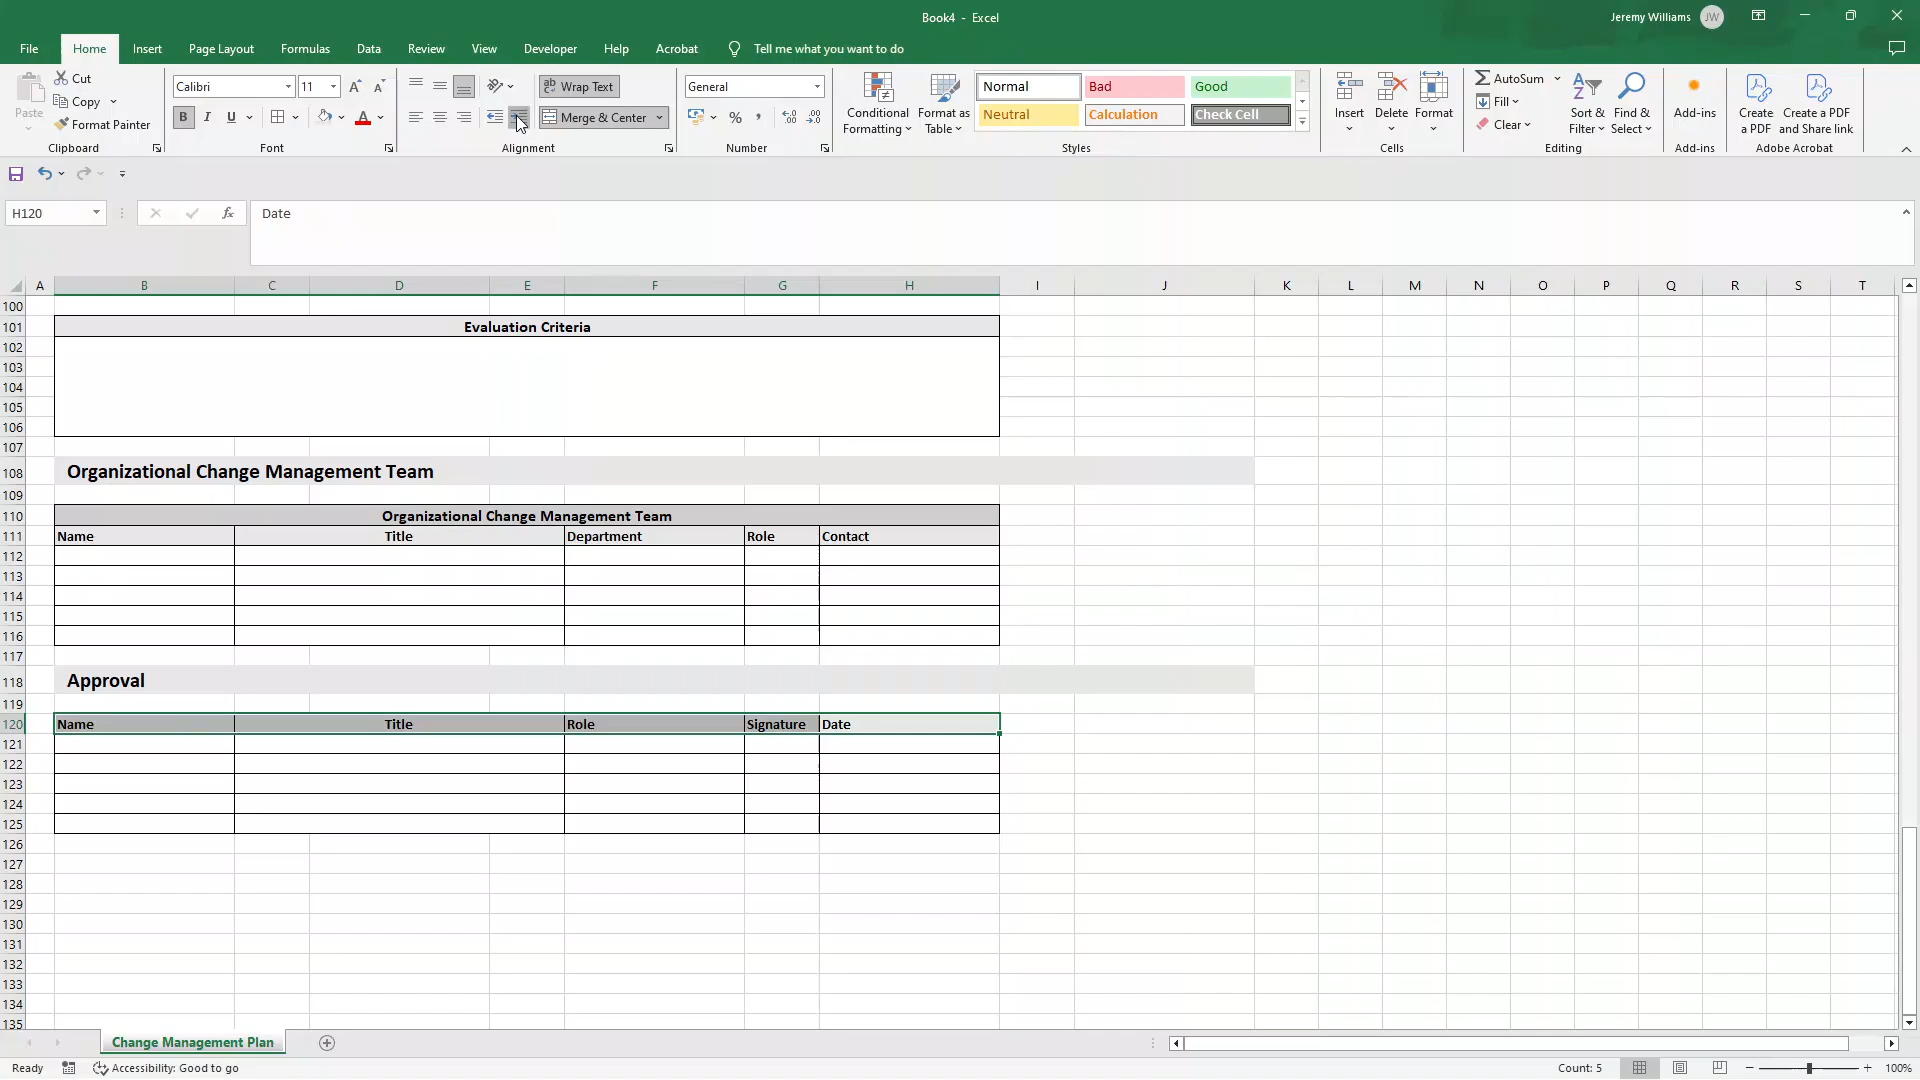 Book4 - Excel
Jeremy Williams JW
File Home Insert Page Layout Formulas Data Review View Developer Help Acrobat Tell me what you want to do
Paste
Cut
Copy
Format Painter
Clipboard
Calibri 11
B I U
Font
Wrap Text
Merge & Center
Alignment
General
Number
Conditional Formatting
Format as Table
Normal Bad Good
Neutral Calculation Check Cell
Styles
Insert Delete Format
Cells
AutoSum
Fill
Clear
Sort & Filter
Find & Select
Editing
Add-ins
Add-ins
Create a PDF
Create a PDF and Share link
Adobe Acrobat
H120 fx Date
A B C D E F G H I J K L M N O P Q R S T
100
101 Evaluation Criteria
102
103
104
105
106
107
108 Organizational Change Management Team
109
110 Organizational Change Management Team
111 Name Title Department Role Contact
112
113
114
115
116
117
118 Approval
119
120 Name Title Role Signature Date
121
122
123
124
125
126
127
128
129
130
131
132
133
134
135
Change Management Plan
Ready Accessibility: Good to go Count: 5 100%